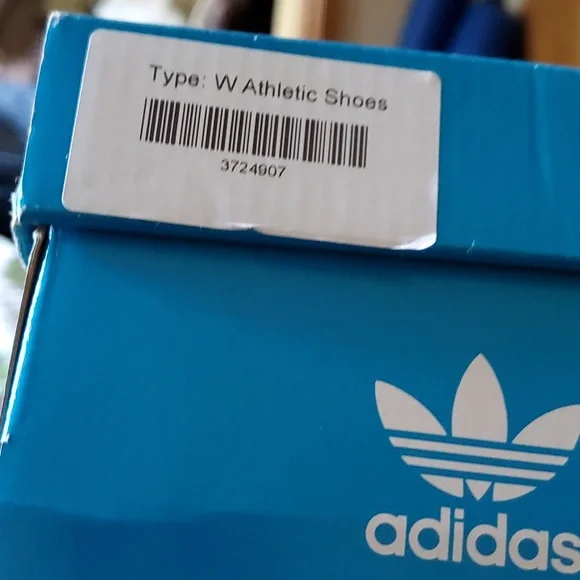 Type: W Athletic Shoes
3724907
adidas